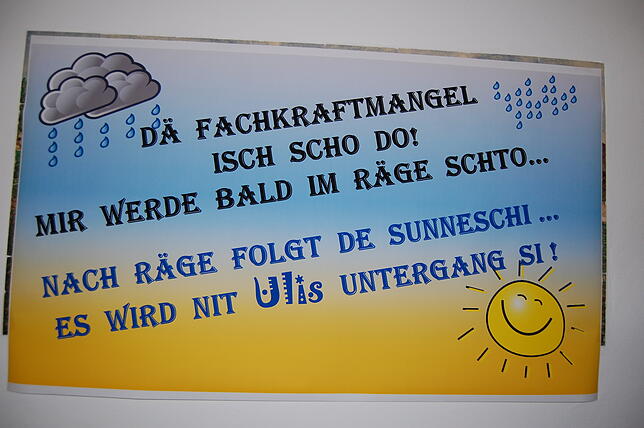 DÄ FACHKRAFTMANGEL
ISCH SCHO DO!
MIR WERDE BALD IM RÄGE SCHTO...
NACH RÄGE FOLGT DE SUNNESCHI...
ES WIRD NIT Ulis UNTERGANG SI!